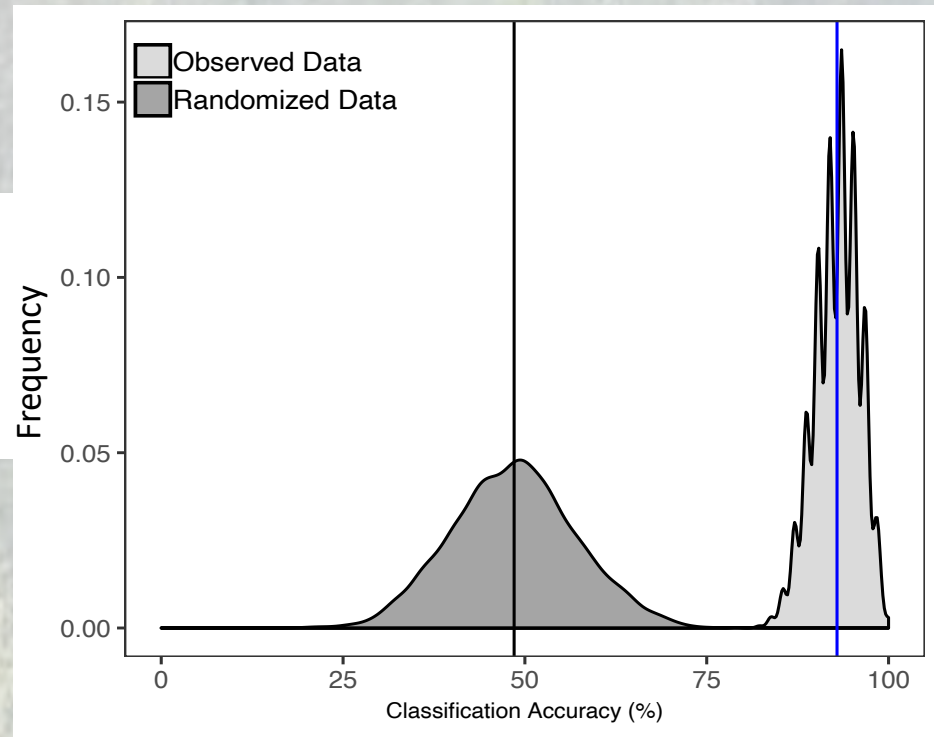 Observed Data
Randomized Data
0.15
0.10
0.05
0.00
Frequency
0 25 50 75 100
Classification Accuracy (%)